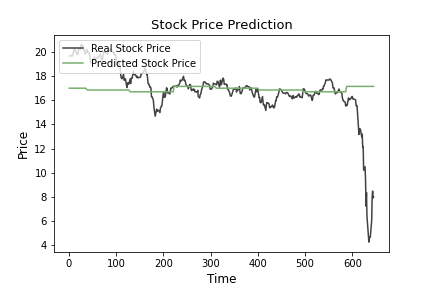 Stock Price Prediction
Real Stock Price
Predicted Stock Price
Price
20
18
16
14
12
10
8
6
4
0 100 200 300 400 500 600
Time